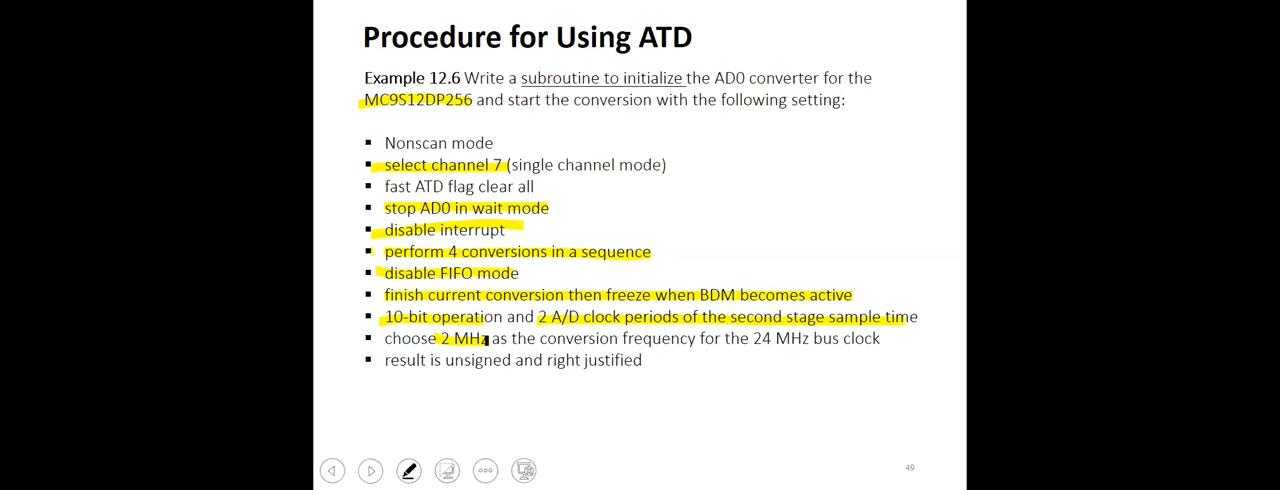 Procedure for Using ATD
Example 12.6 Write a subroutine to initialize the AD0 converter for the
MC9S12DP256 and start the conversion with the following setting:
▪ Nonscan mode
▪ select channel 7 (single channel mode)
▪ fast ATD flag clear all
▪ stop AD0 in wait mode
▪ disable interrupt
▪ perform 4 conversions in a sequence
▪ disable FIFO mode
▪ finish current conversion then freeze when BDM becomes active
▪ 10-bit operation and 2 A/D clock periods of the second stage sample time
▪ choose 2 MHz as the conversion frequency for the 24 MHz bus clock
▪ result is unsigned and right justified
49